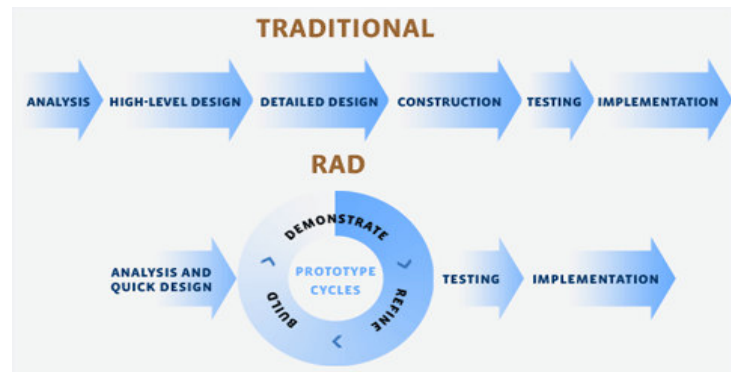 TRADITIONAL
ANALYSIS
HIGH-LEVEL DESIGN
DETAILED DESIGN
CONSTRUCTION
TESTING
IMPLEMENTATION
RAD
ANALYSIS AND
QUICK DESIGN
DEMONSTRATE
REFINE
BUILD
PROTOTYPE
CYCLES
TESTING
IMPLEMENTATION